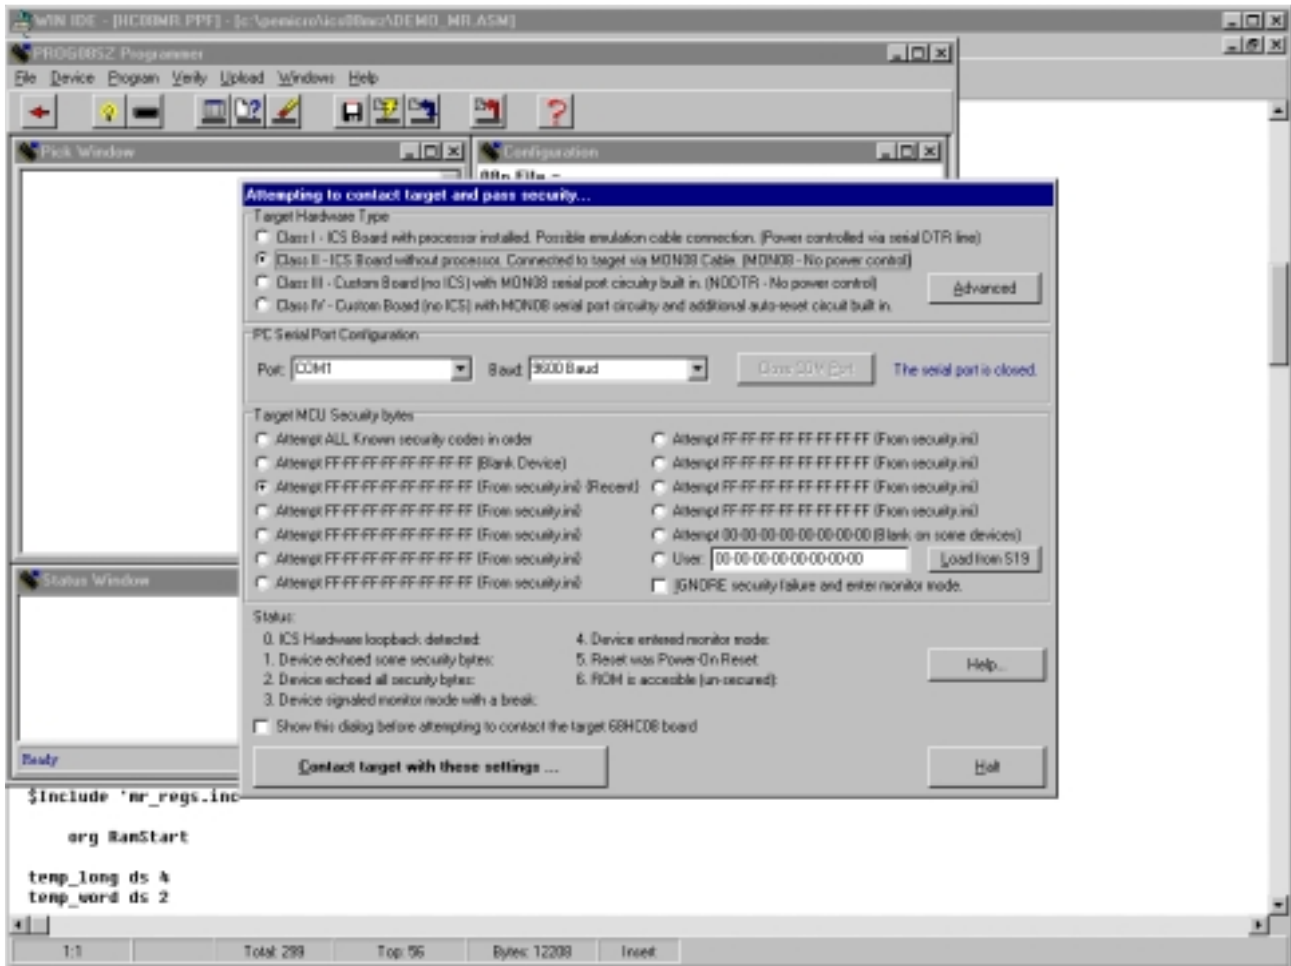 WIN IDE - [HC08MR.PPF] - [c:\pemicro\ics08mrz\DEMO_MR.ASM]
PROG08SZ Programmer
File Device Program Verify Upload Windows Help
Pick Window
Configuration
Attempting to contact target and pass security...
Target Hardware Type
Class I - ICS Board with processor installed. Possible emulation cable connection. (Power controlled via serial DTR line)
Class II - ICS Board without processor. Connected to target via MON08 Cable. (MON08 - No power control)
Class III - Custom Board (no ICS) with MON08 serial port circuitry built in. (NODTR - No power control)
Advanced
Class IV - Custom Board (no ICS) with MON08 serial port circuitry and additional auto-reset circuit built in.
PC Serial Port Configuration
Port: COM1 Baud: 9600 Baud Close COM Port The serial port is closed.
Target MCU Security bytes
Attempt ALL Known security codes in order
Attempt FF-FF-FF-FF-FF-FF-FF-FF (Blank Device)
Attempt FF-FF-FF-FF-FF-FF-FF-FF (From security.ini) (Recent)
Attempt FF-FF-FF-FF-FF-FF-FF-FF (From security.ini)
Attempt FF-FF-FF-FF-FF-FF-FF-FF (From security.ini)
Attempt FF-FF-FF-FF-FF-FF-FF-FF (From security.ini)
Attempt FF-FF-FF-FF-FF-FF-FF-FF (From security.ini)
Attempt FF-FF-FF-FF-FF-FF-FF-FF (From security.ini)
Attempt FF-FF-FF-FF-FF-FF-FF-FF (From security.ini)
Attempt FF-FF-FF-FF-FF-FF-FF-FF (From security.ini)
Attempt FF-FF-FF-FF-FF-FF-FF-FF (From security.ini)
Attempt 00-00-00-00-00-00-00-00 (Blank on some devices)
User: 00-00-00-00-00-00-00-00 Load from S19
IGNORE security failure and enter monitor mode.
Status Window
Status:
0. ICS Hardware loopback detected:
1. Device echoed some security bytes:
2. Device echoed all security bytes:
3. Device signaled monitor mode with a break:
4. Device entered monitor mode:
5. Reset was Power-On Reset:
6. ROM is accesible (un-secured):
Help...
Show this dialog before attempting to contact the target 68HC08 board
Ready
Contact target with these settings ...
Halt
$Include 'mr_regs.inc
org RamStart
temp_long ds 4
temp_word ds 2
1:1 Total: 299 Top: 56 Bytes: 12208 Insert